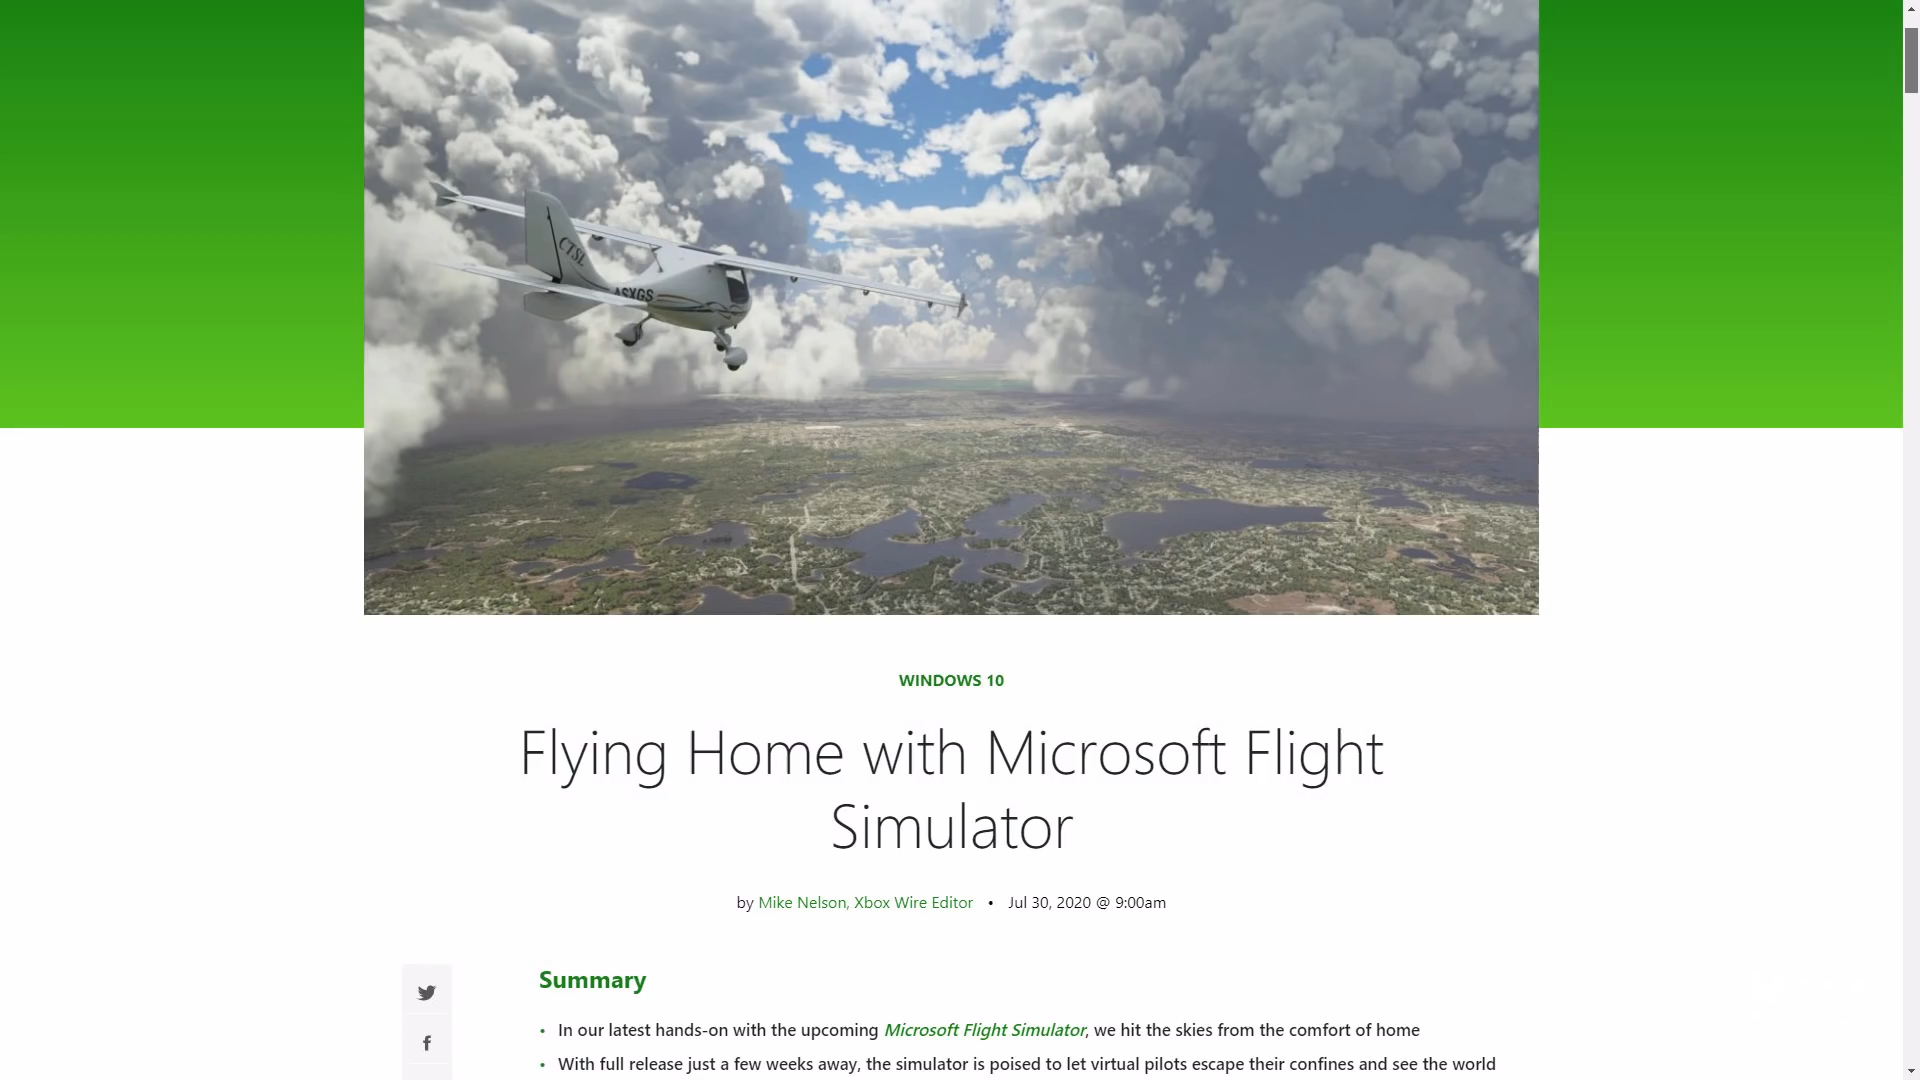 CTSL
ASXGS
WINDOWS 10
Flying Home with Microsoft Flight
Simulator
by Mike Nelson, Xbox Wire Editor • Jul 30, 2020 @ 9:00am
Summary
• In our latest hands-on with the upcoming Microsoft Flight Simulator, we hit the skies from the comfort of home
• With full release just a few weeks away, the simulator is poised to let virtual pilots escape their confines and see the world